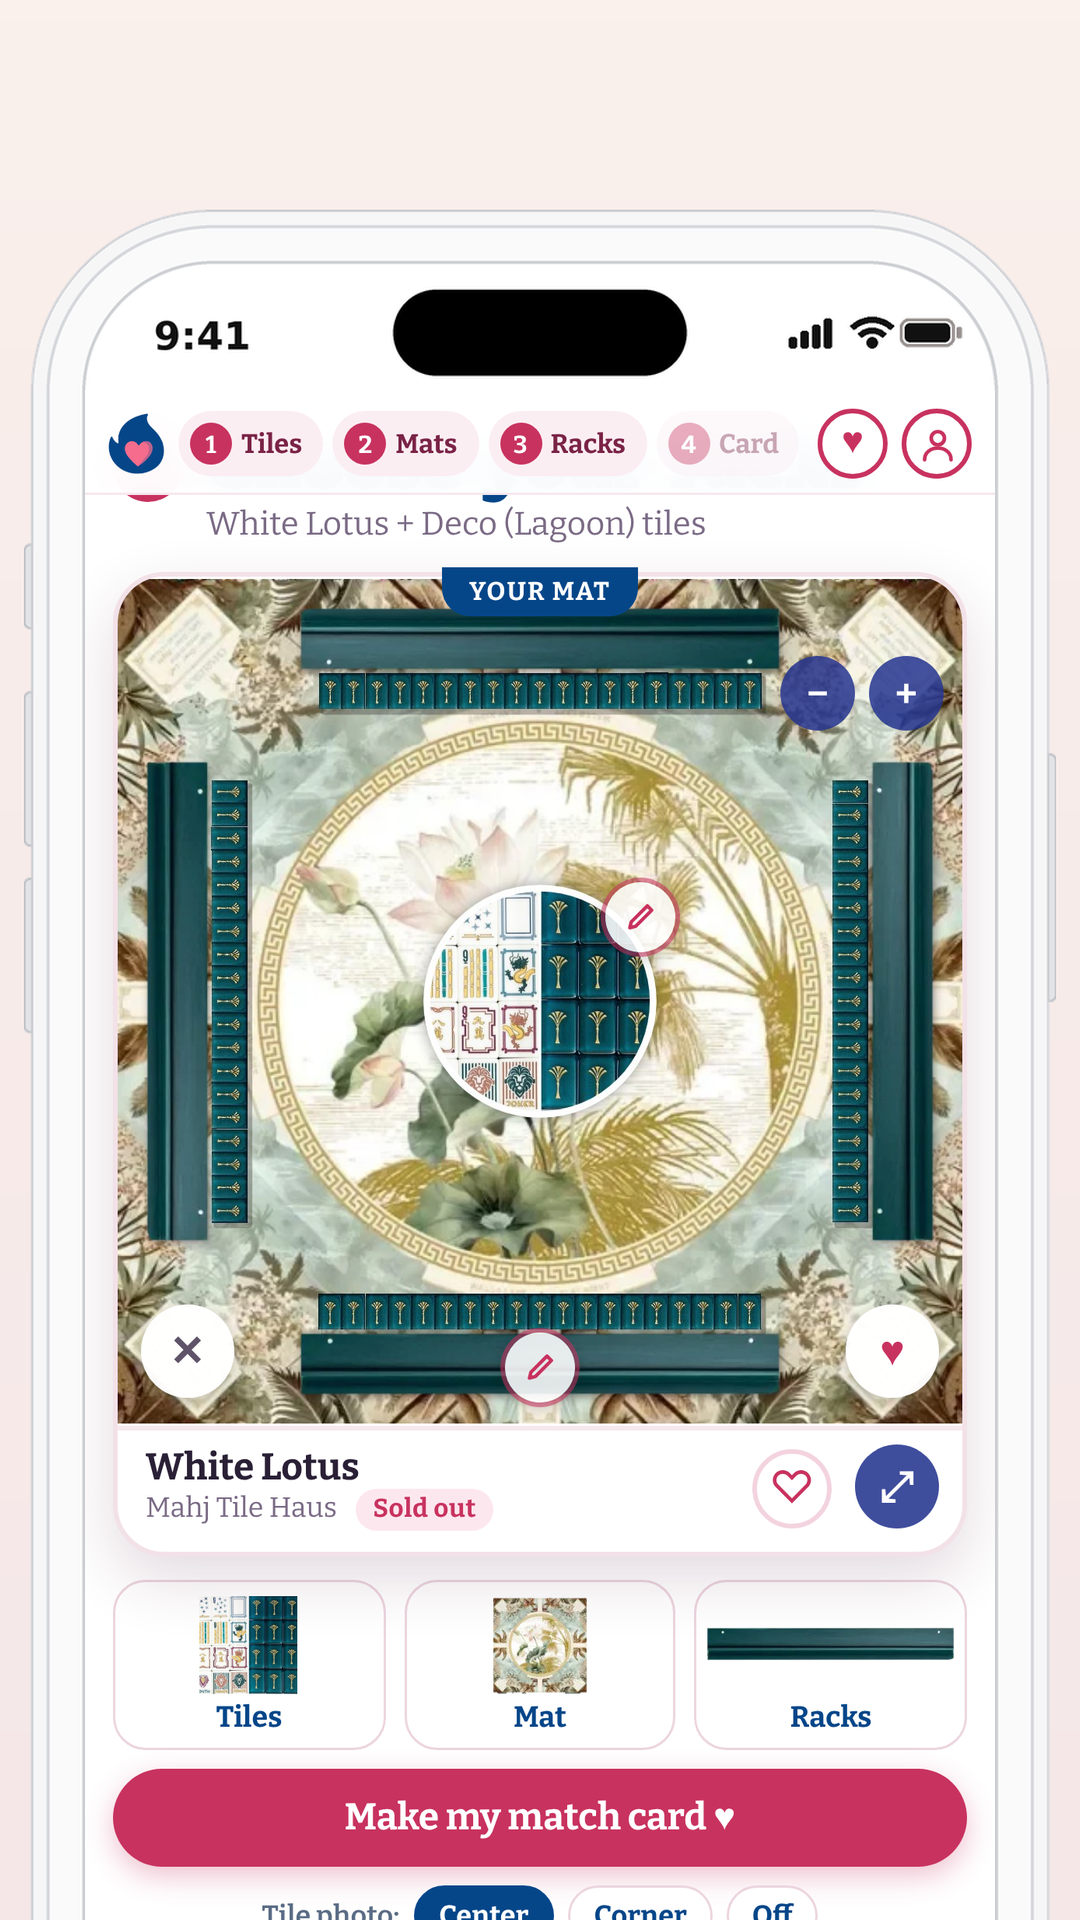 9:41
1 Tiles 2 Mats 3 Racks 4 Card
White Lotus + Deco (Lagoon) tiles
YOUR MAT
− +
JOKER
White Lotus
Mahj Tile Haus Sold out
Tiles Mat Racks
Make my match card ♥
Tile photo: Center Corner Off